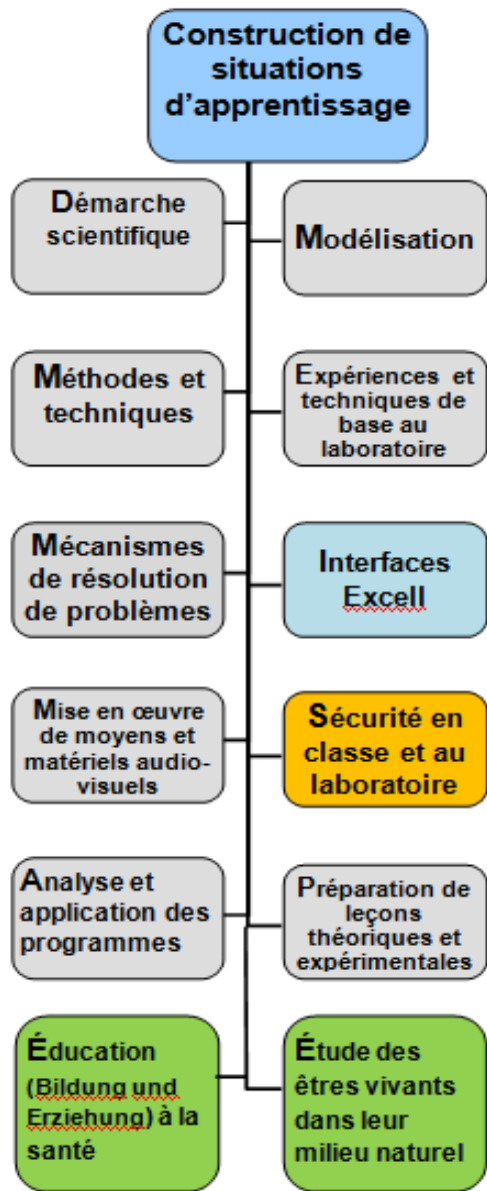 Construction de
situations
d'apprentissage
Démarche
scientifique
Modélisation
Méthodes et
techniques
Expériences et
techniques de
base au
laboratoire
Mécanismes
de résolution
de problèmes
Interfaces
Excell
Mise en œuvre
de moyens et
matériels audio-
visuels
Sécurité en
classe et au
laboratoire
Analyse et
application des
programmes
Préparation de
leçons
théoriques et
expérimentales
Éducation
(Bildung und
Erziehung) à la
santé
Étude des
êtres vivants
dans leur
milieu naturel